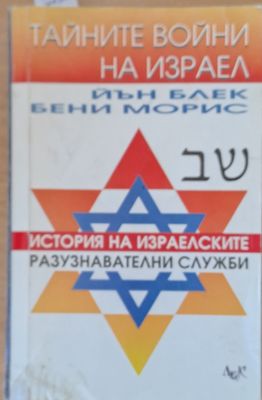 ТАЙНИТЕ ВОЙНИ
НА ИЗРАЕЛ
ЙЪН БЛЕК
БЕНИ МОРИС
שב
ИСТОРИЯ НА ИЗРАЕЛСКИТЕ
РАЗУЗНАВАТЕЛНИ СЛУЖБИ